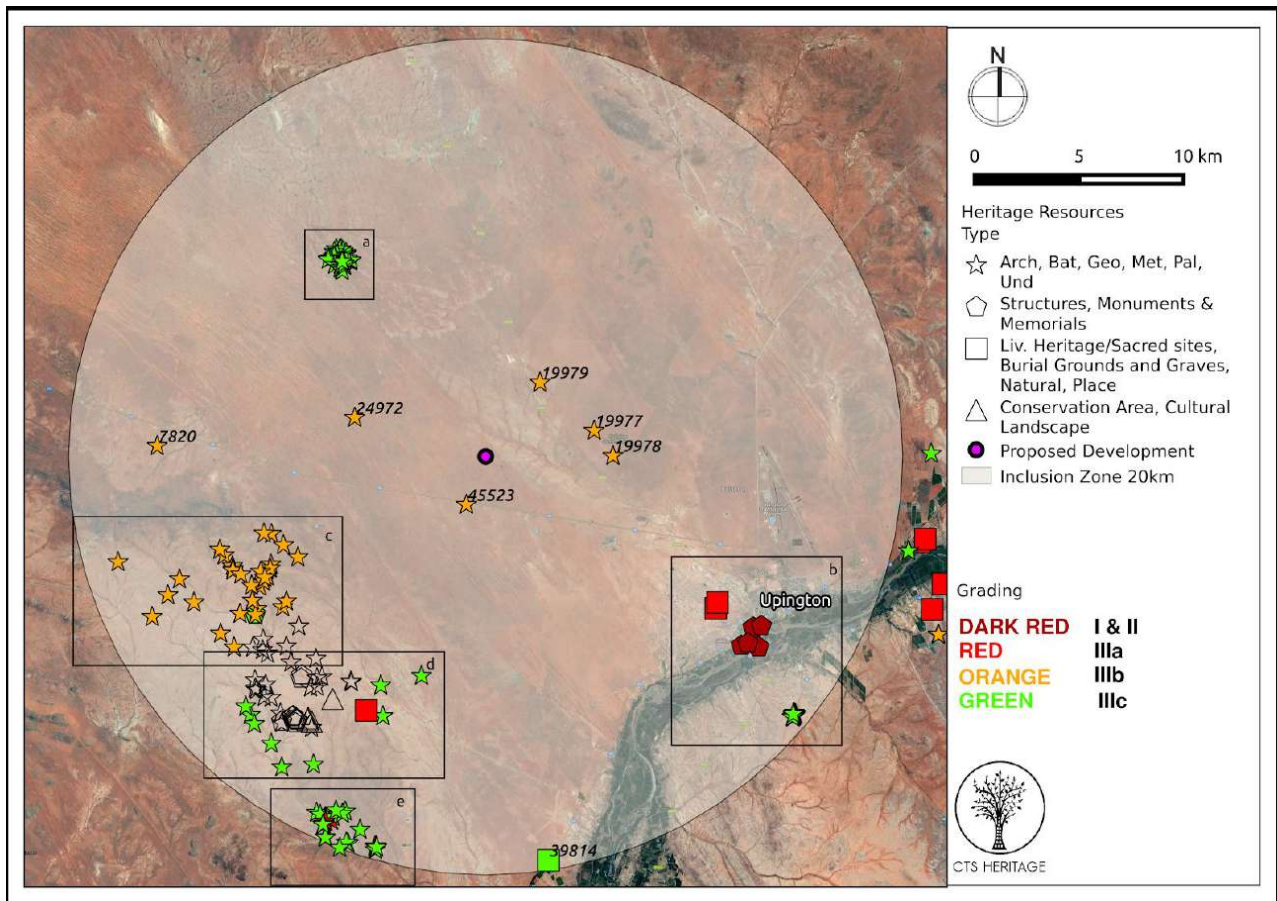 a
19979
24972
19977
7820
19978
45523
c
b
Upington
d
e
39814
N
0 5 10 km
Heritage Resources
Type
Arch, Bat, Geo, Met, Pal,
Und
Structures, Monuments &
Memorials
Liv. Heritage/Sacred sites,
Burial Grounds and Graves,
Natural, Place
Conservation Area, Cultural
Landscape
Proposed Development
Inclusion Zone 20km
Grading
DARK RED I & II
RED IIIa
ORANGE IIIb
GREEN IIIc
CTS HERITAGE